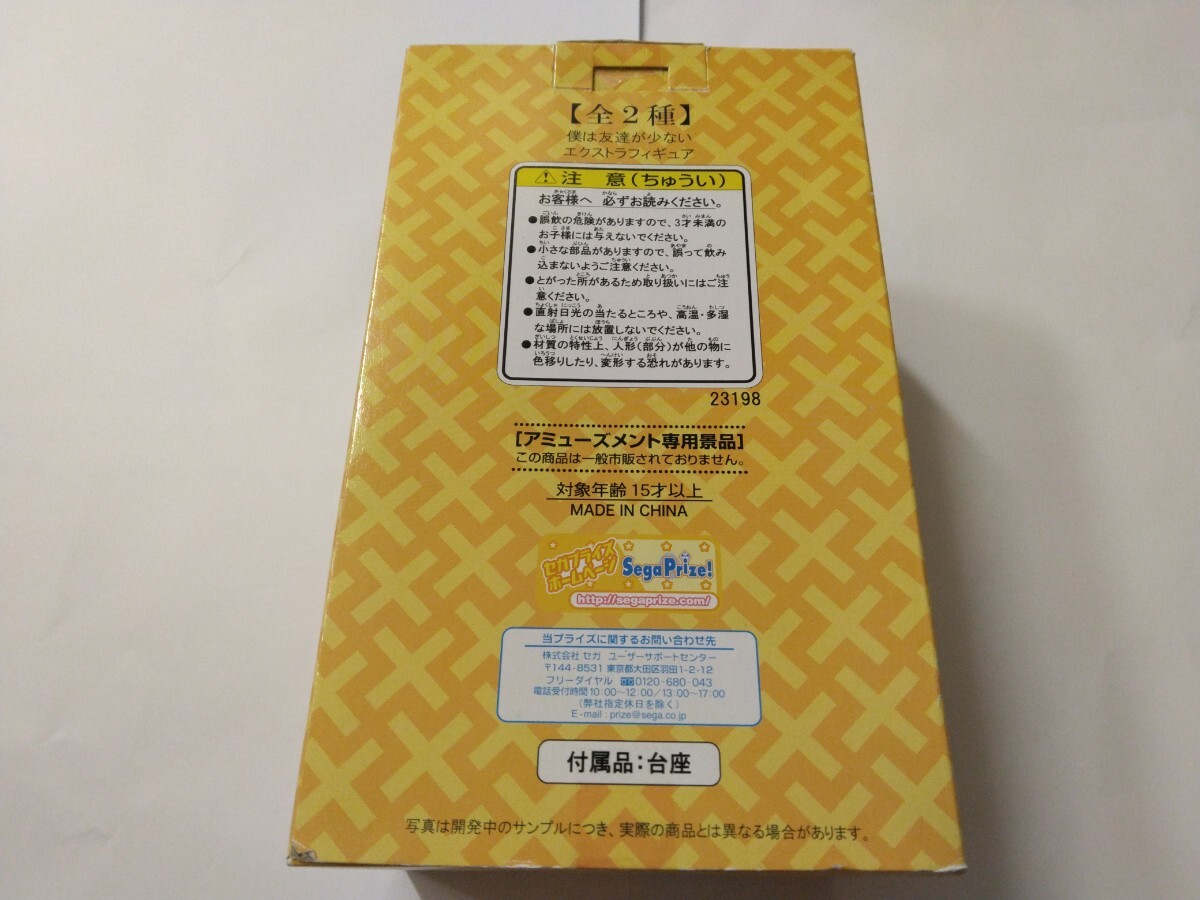 【全2種】
僕は友達が少ない
エクストラフィギュア
注 意(ちゅうい)
お客様へ 必ずお読みください。
●誤飲の危険がありますので、3才未満の
お子様には与えないでください。
●小さな部品がありますので、誤って飲み
込まないようご注意ください。
●とがった所があるため取り扱いにはご注
意ください。
●直射日光の当たるところや、高温・多湿
な場所には放置しないでください。
●材質の特性上、人形(部分)が他の物に
色移りしたり、変形する恐れがあります。
23198
[アミューズメント専用景品]
この商品は一般市販されておりません。
対象年齢 15才以上
MADE IN CHINA
セガプライズ
ホームページ
SegaPrize!
http://segaprize.com/
当プライズに関するお問い合わせ先
株式会社 セガ ユーザーサポートセンター
〒144-8531 東京都大田区羽田1-2-12
フリーダイヤル 0120-680-043
電話受付時間 10:00~12:00/13:00~17:00
(弊社指定休日を除く)
E-mail : prize@sega.co.jp
付属品:台座
写真は開発中のサンプルにつき、実際の商品とは異なる場合があります。